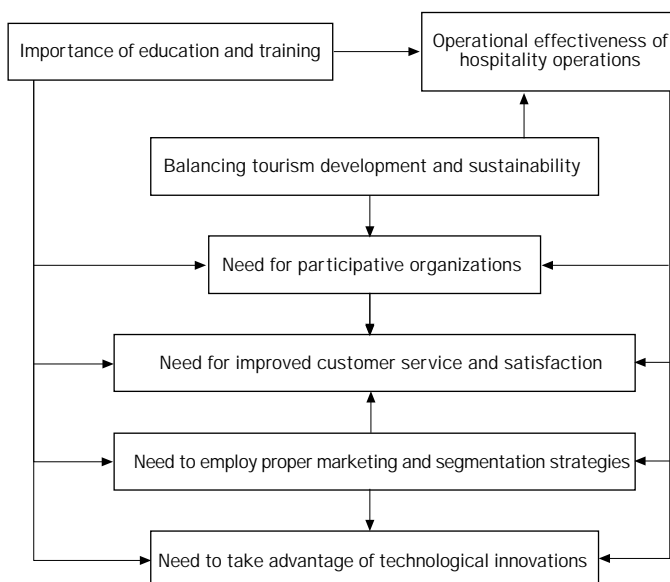 Importance of education and training
Operational effectiveness of
hospitality operations
Balancing tourism development and sustainability
Need for participative organizations
Need for improved customer service and satisfaction
Need to employ proper marketing and segmentation strategies
Need to take advantage of technological innovations